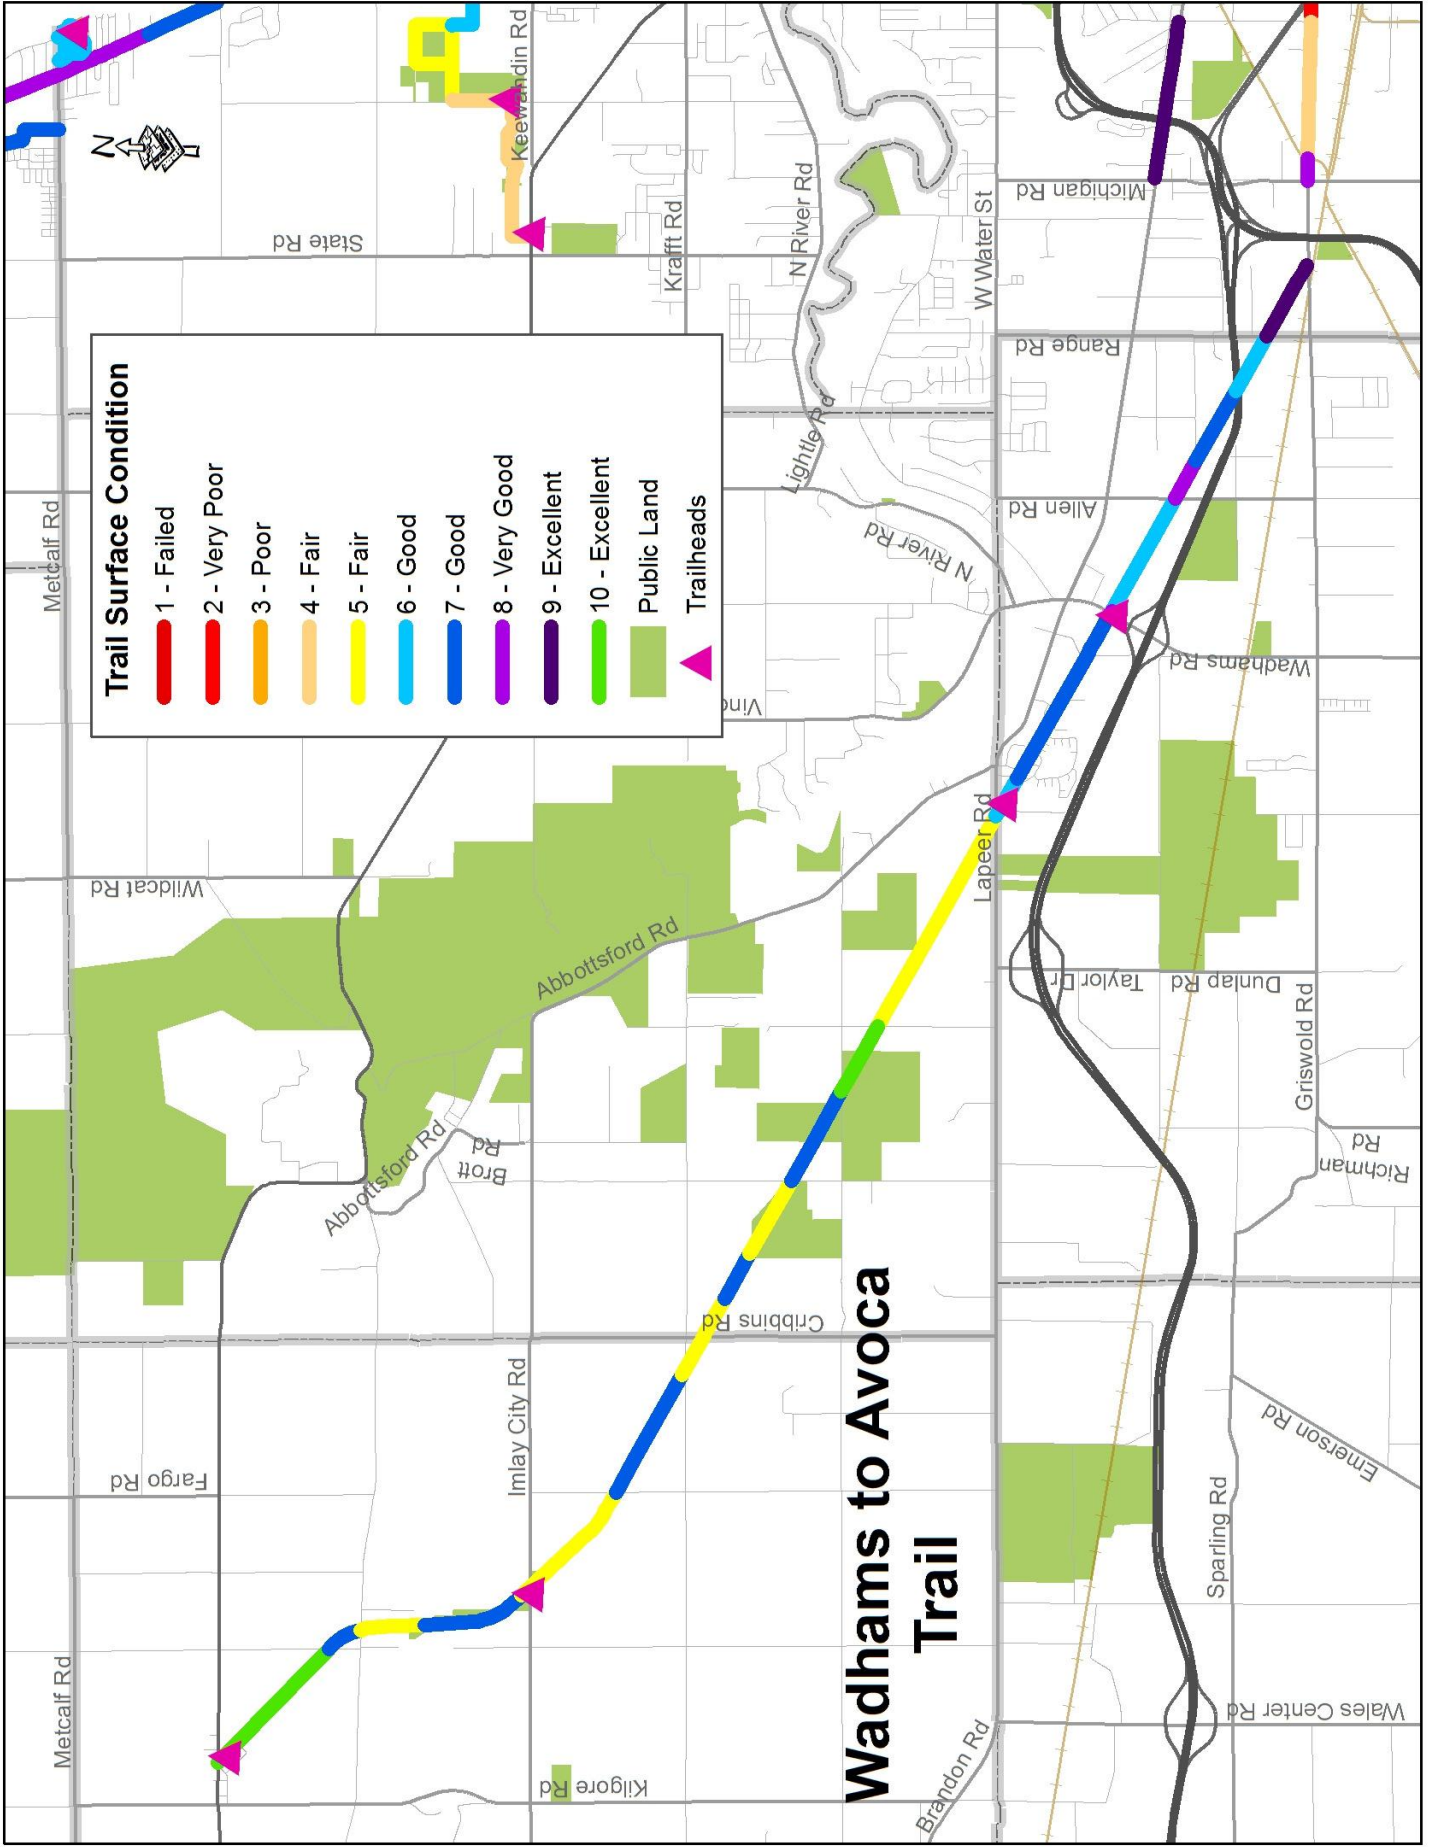 Wadhams to Avoca
Trail
Trail Surface Condition
1 - Failed
2 - Very Poor
3 - Poor
4 - Fair
5 - Fair
6 - Good
7 - Good
8 - Very Good
9 - Excellent
10 - Excellent
Public Land
Trailheads
N
Metcalf Rd
Metcalf Rd
Fargo Rd
Wildcat Rd
State Rd
Keewahdin Rd
Krafft Rd
N River Rd
Lightle Rd
N River Rd
W Water St
Michigan Rd
Range Rd
Allen Rd
Wadhams Rd
Vinc
Lapeer Rd
Abbottsford Rd
Abbottsford Rd
Brott
Rd
Imlay City Rd
Cribbins Rd
Kilgore Rd
Brandon Rd
Taylor Dr
Dunlap Rd
Griswold Rd
Richman
Rd
Emerson Rd
Sparling Rd
Wales Center Rd